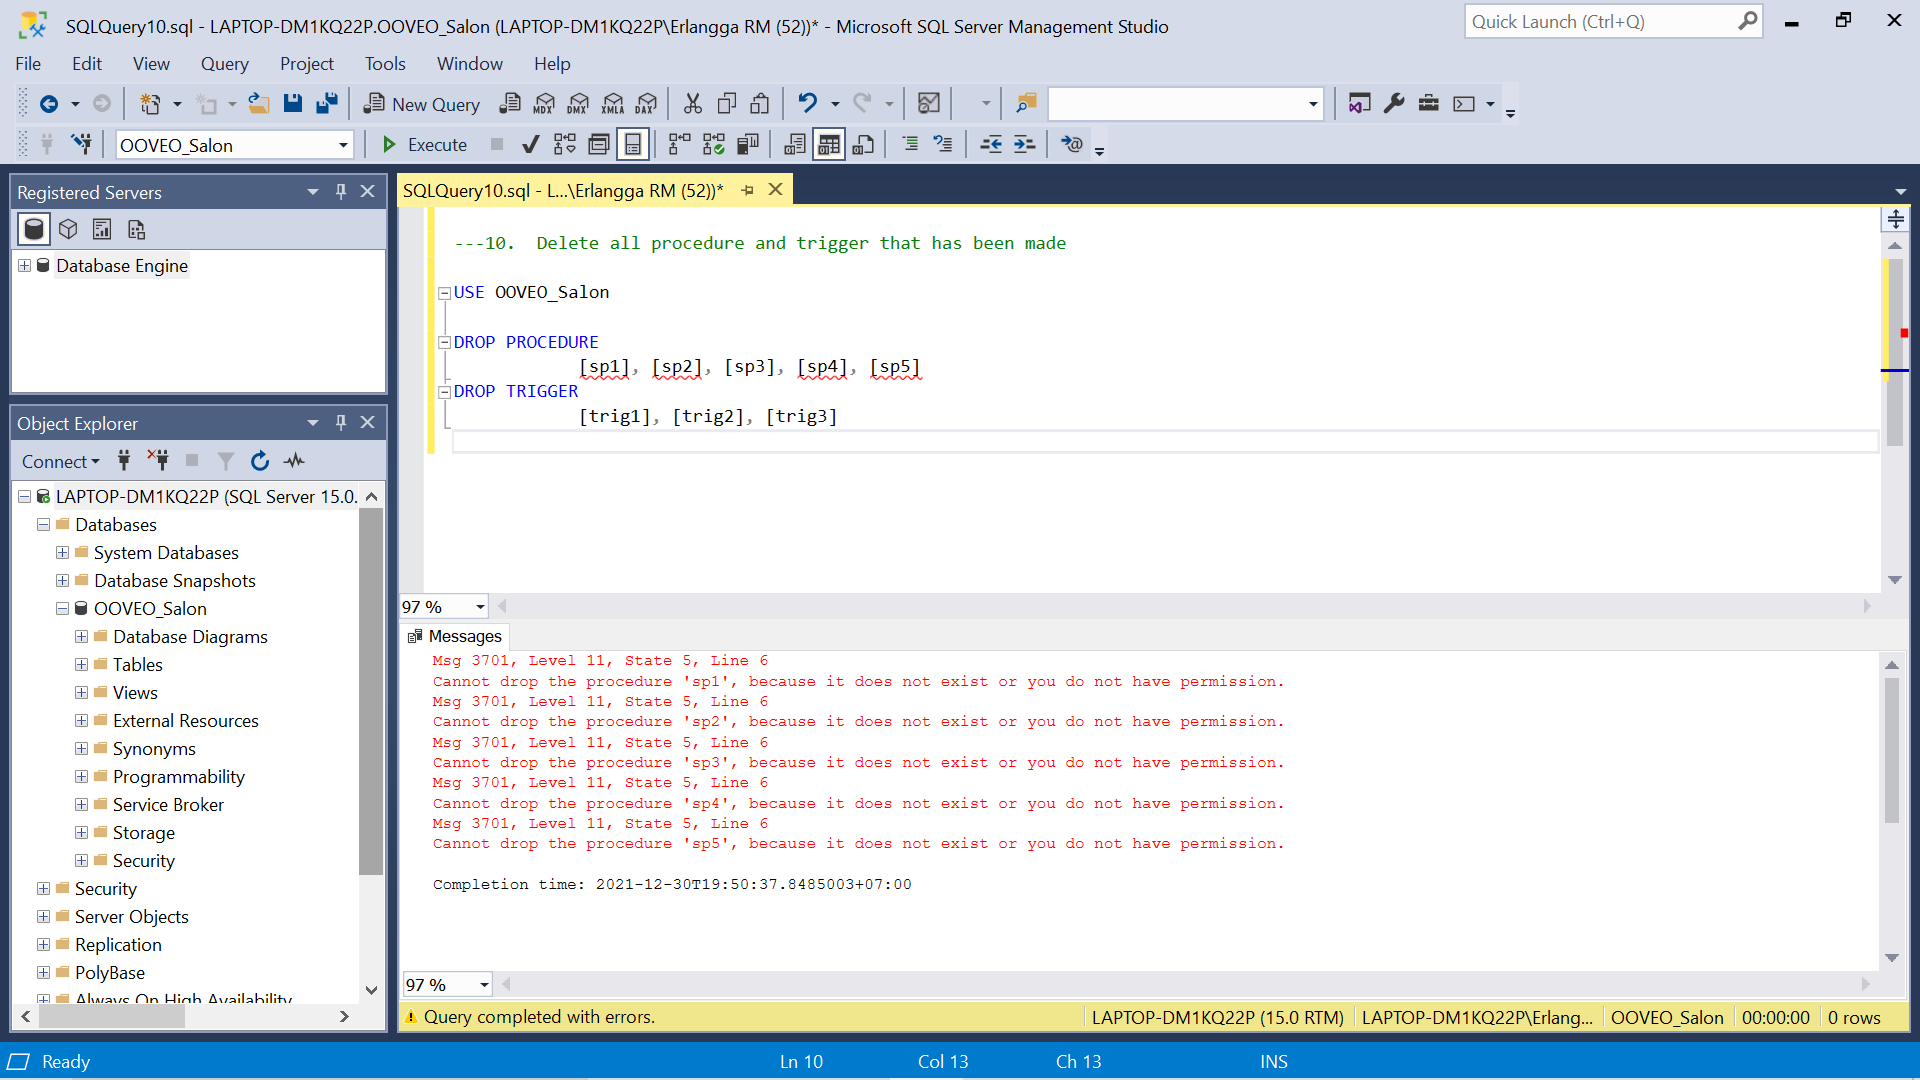 SQLQuery10.sql - LAPTOP-DM1KQ22P.OOVEO_Salon (LAPTOP-DM1KQ22P\Erlangga RM (52))* - Microsoft SQL Server Management Studio
Quick Launch (Ctrl+Q)
File Edit View Query Project Tools Window Help
New Query MDX DMX XMLA DAX
OOVEO_Salon Execute
Registered Servers
Database Engine
Object Explorer
Connect
LAPTOP-DM1KQ22P (SQL Server 15.0.
Databases
System Databases
Database Snapshots
OOVEO_Salon
Database Diagrams
Tables
Views
External Resources
Synonyms
Programmability
Service Broker
Storage
Security
Security
Server Objects
Replication
PolyBase
Always On High Availability
SQLQuery10.sql - L...\Erlangga RM (52))*
---10.  Delete all procedure and trigger that has been made
USE OOVEO_Salon
DROP PROCEDURE
[sp1], [sp2], [sp3], [sp4], [sp5]
DROP TRIGGER
[trig1], [trig2], [trig3]
97 %
Messages
Msg 3701, Level 11, State 5, Line 6
Cannot drop the procedure 'sp1', because it does not exist or you do not have permission.
Msg 3701, Level 11, State 5, Line 6
Cannot drop the procedure 'sp2', because it does not exist or you do not have permission.
Msg 3701, Level 11, State 5, Line 6
Cannot drop the procedure 'sp3', because it does not exist or you do not have permission.
Msg 3701, Level 11, State 5, Line 6
Cannot drop the procedure 'sp4', because it does not exist or you do not have permission.
Msg 3701, Level 11, State 5, Line 6
Cannot drop the procedure 'sp5', because it does not exist or you do not have permission.
Completion time: 2021-12-30T19:50:37.8485003+07:00
97 %
Query completed with errors. LAPTOP-DM1KQ22P (15.0 RTM) LAPTOP-DM1KQ22P\Erlang... OOVEO_Salon 00:00:00 0 rows
Ready Ln 10 Col 13 Ch 13 INS